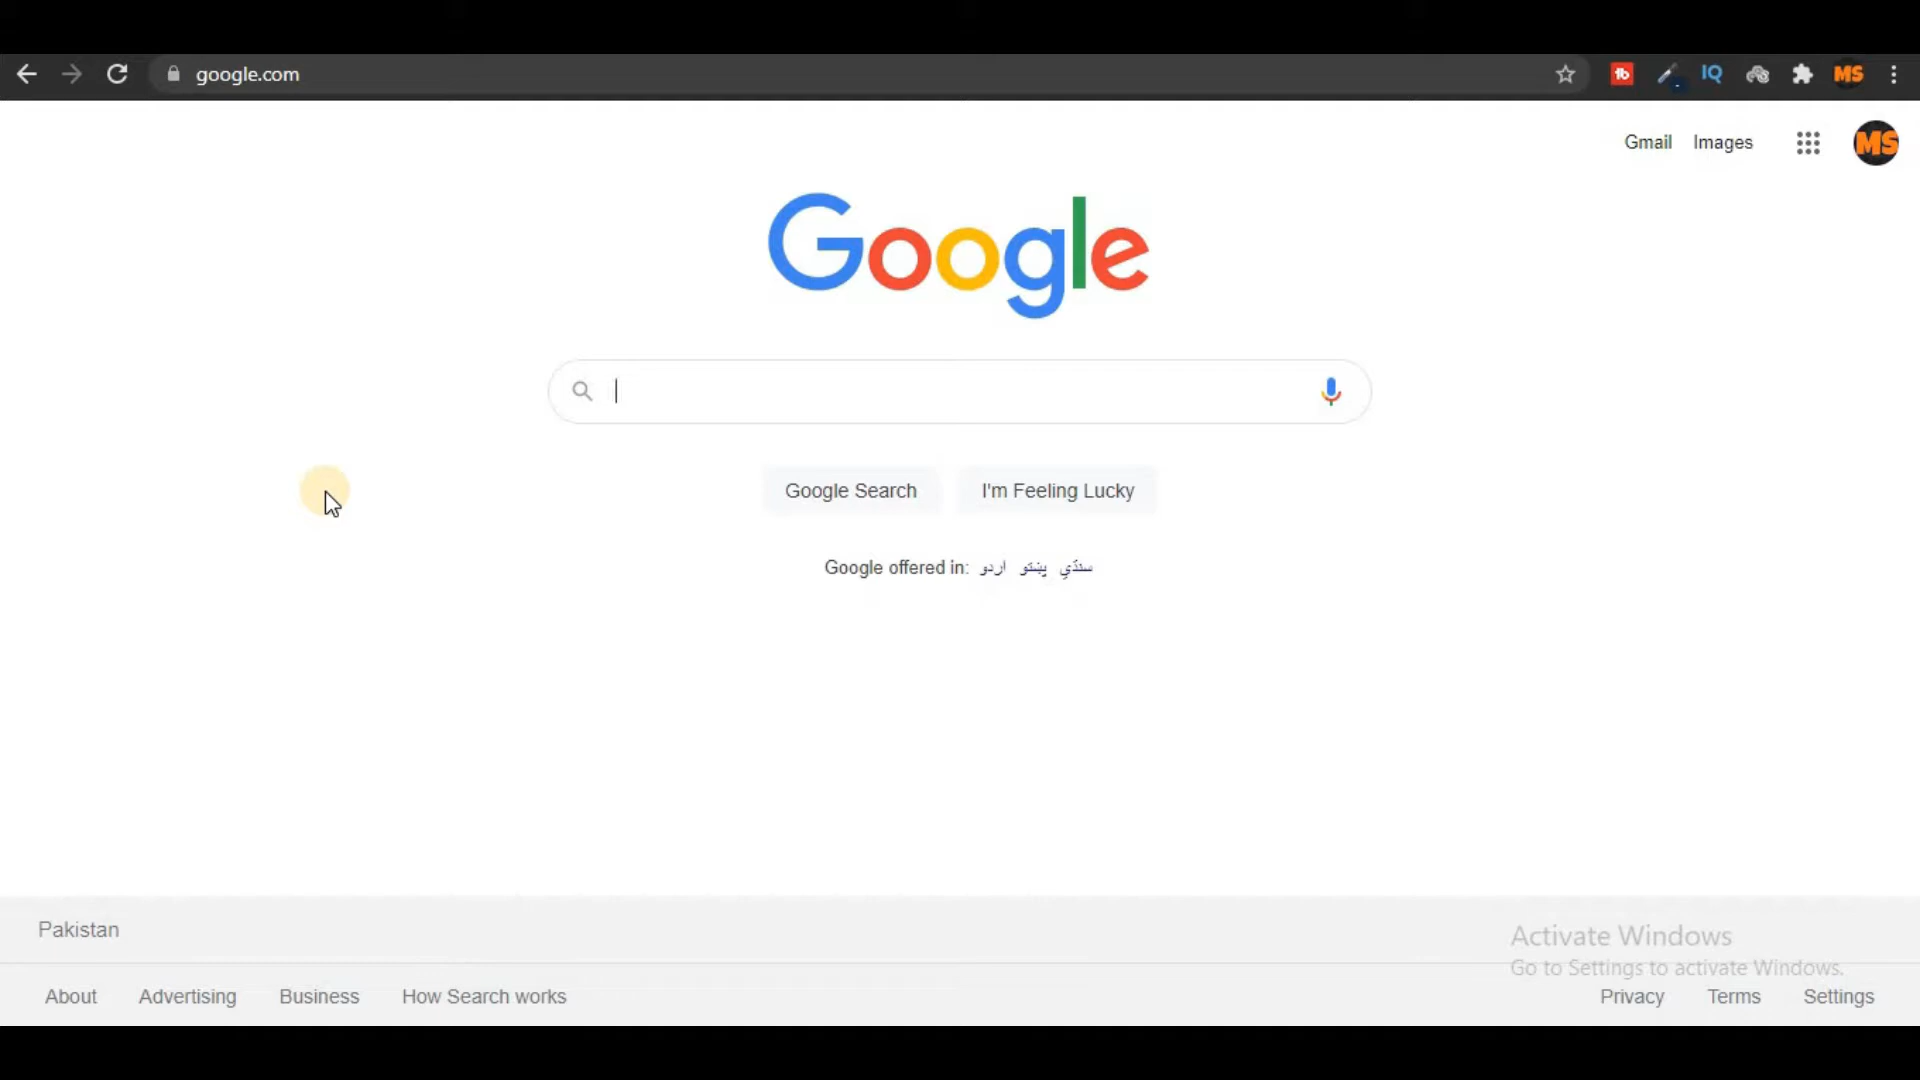 google.com
tb
IQ
MS
Gmail Images
MS
Google
Google Search I'm Feeling Lucky
Google offered in: اردو پښتو سنڌي
Pakistan
Activate Windows
Go to Settings to activate Windows.
About Advertising Business How Search works
Privacy Terms Settings